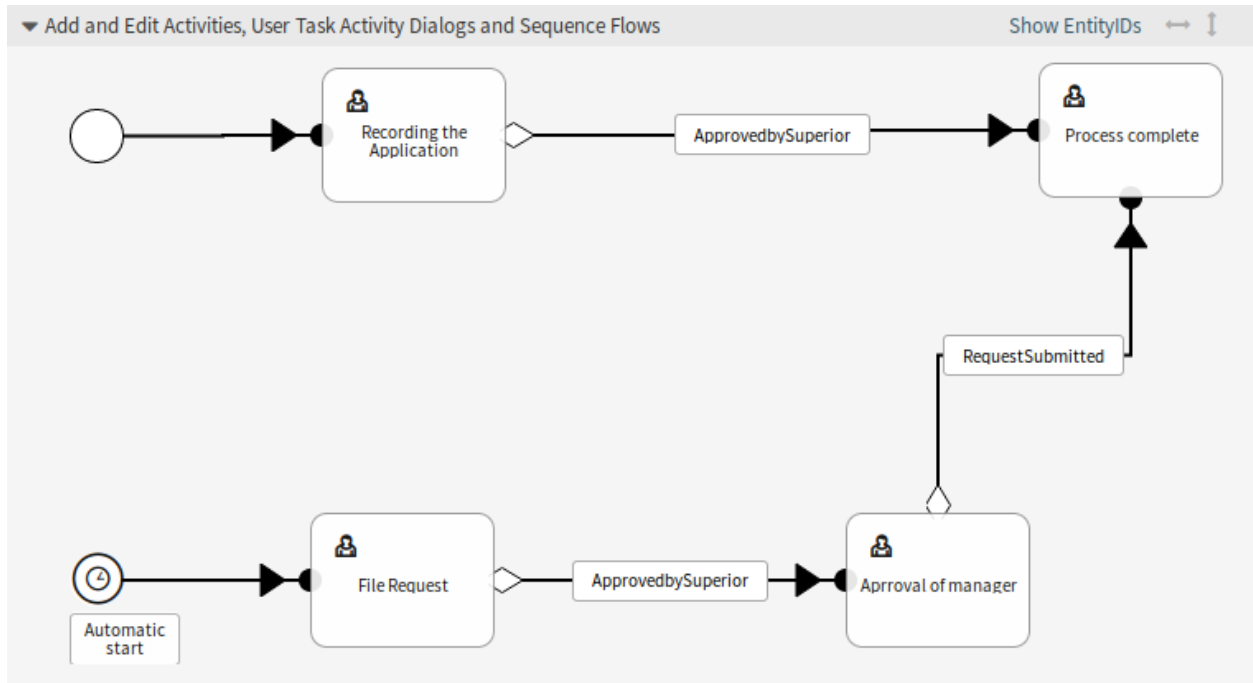 Add and Edit Activities, User Task Activity Dialogs and Sequence Flows
Show EntityIDs
Recording the
Application
ApprovedbySuperior
Process complete
RequestSubmitted
File Request
ApprovedbySuperior
Aprroval of manager
Automatic
start